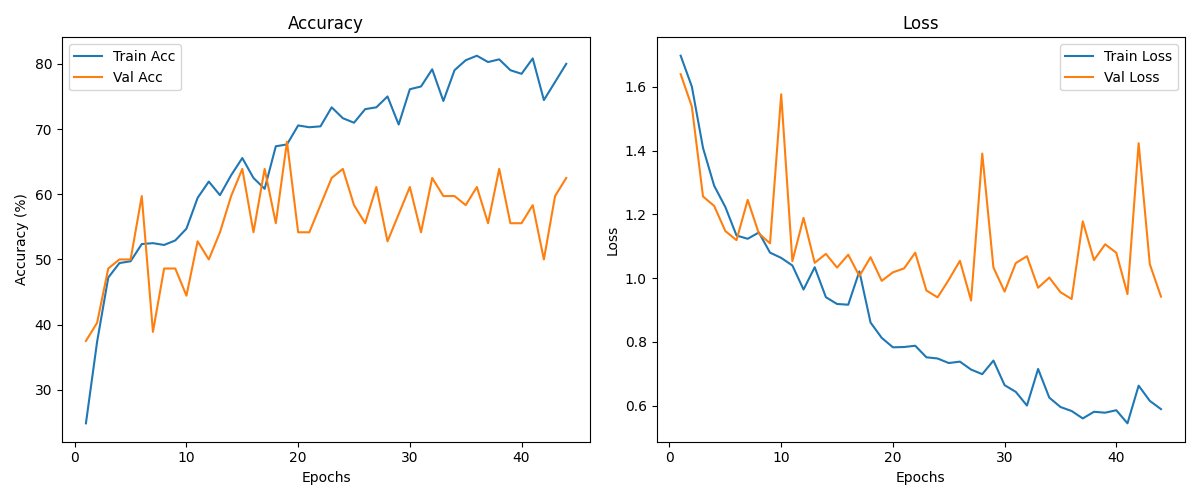 Accuracy
Train Acc
Val Acc
Accuracy (%)
80
70
60
50
40
30
0
10
20
30
40
Epochs
Loss
Train Loss
Val Loss
Loss
1.6
1.4
1.2
1.0
0.8
0.6
0
10
20
30
40
Epochs